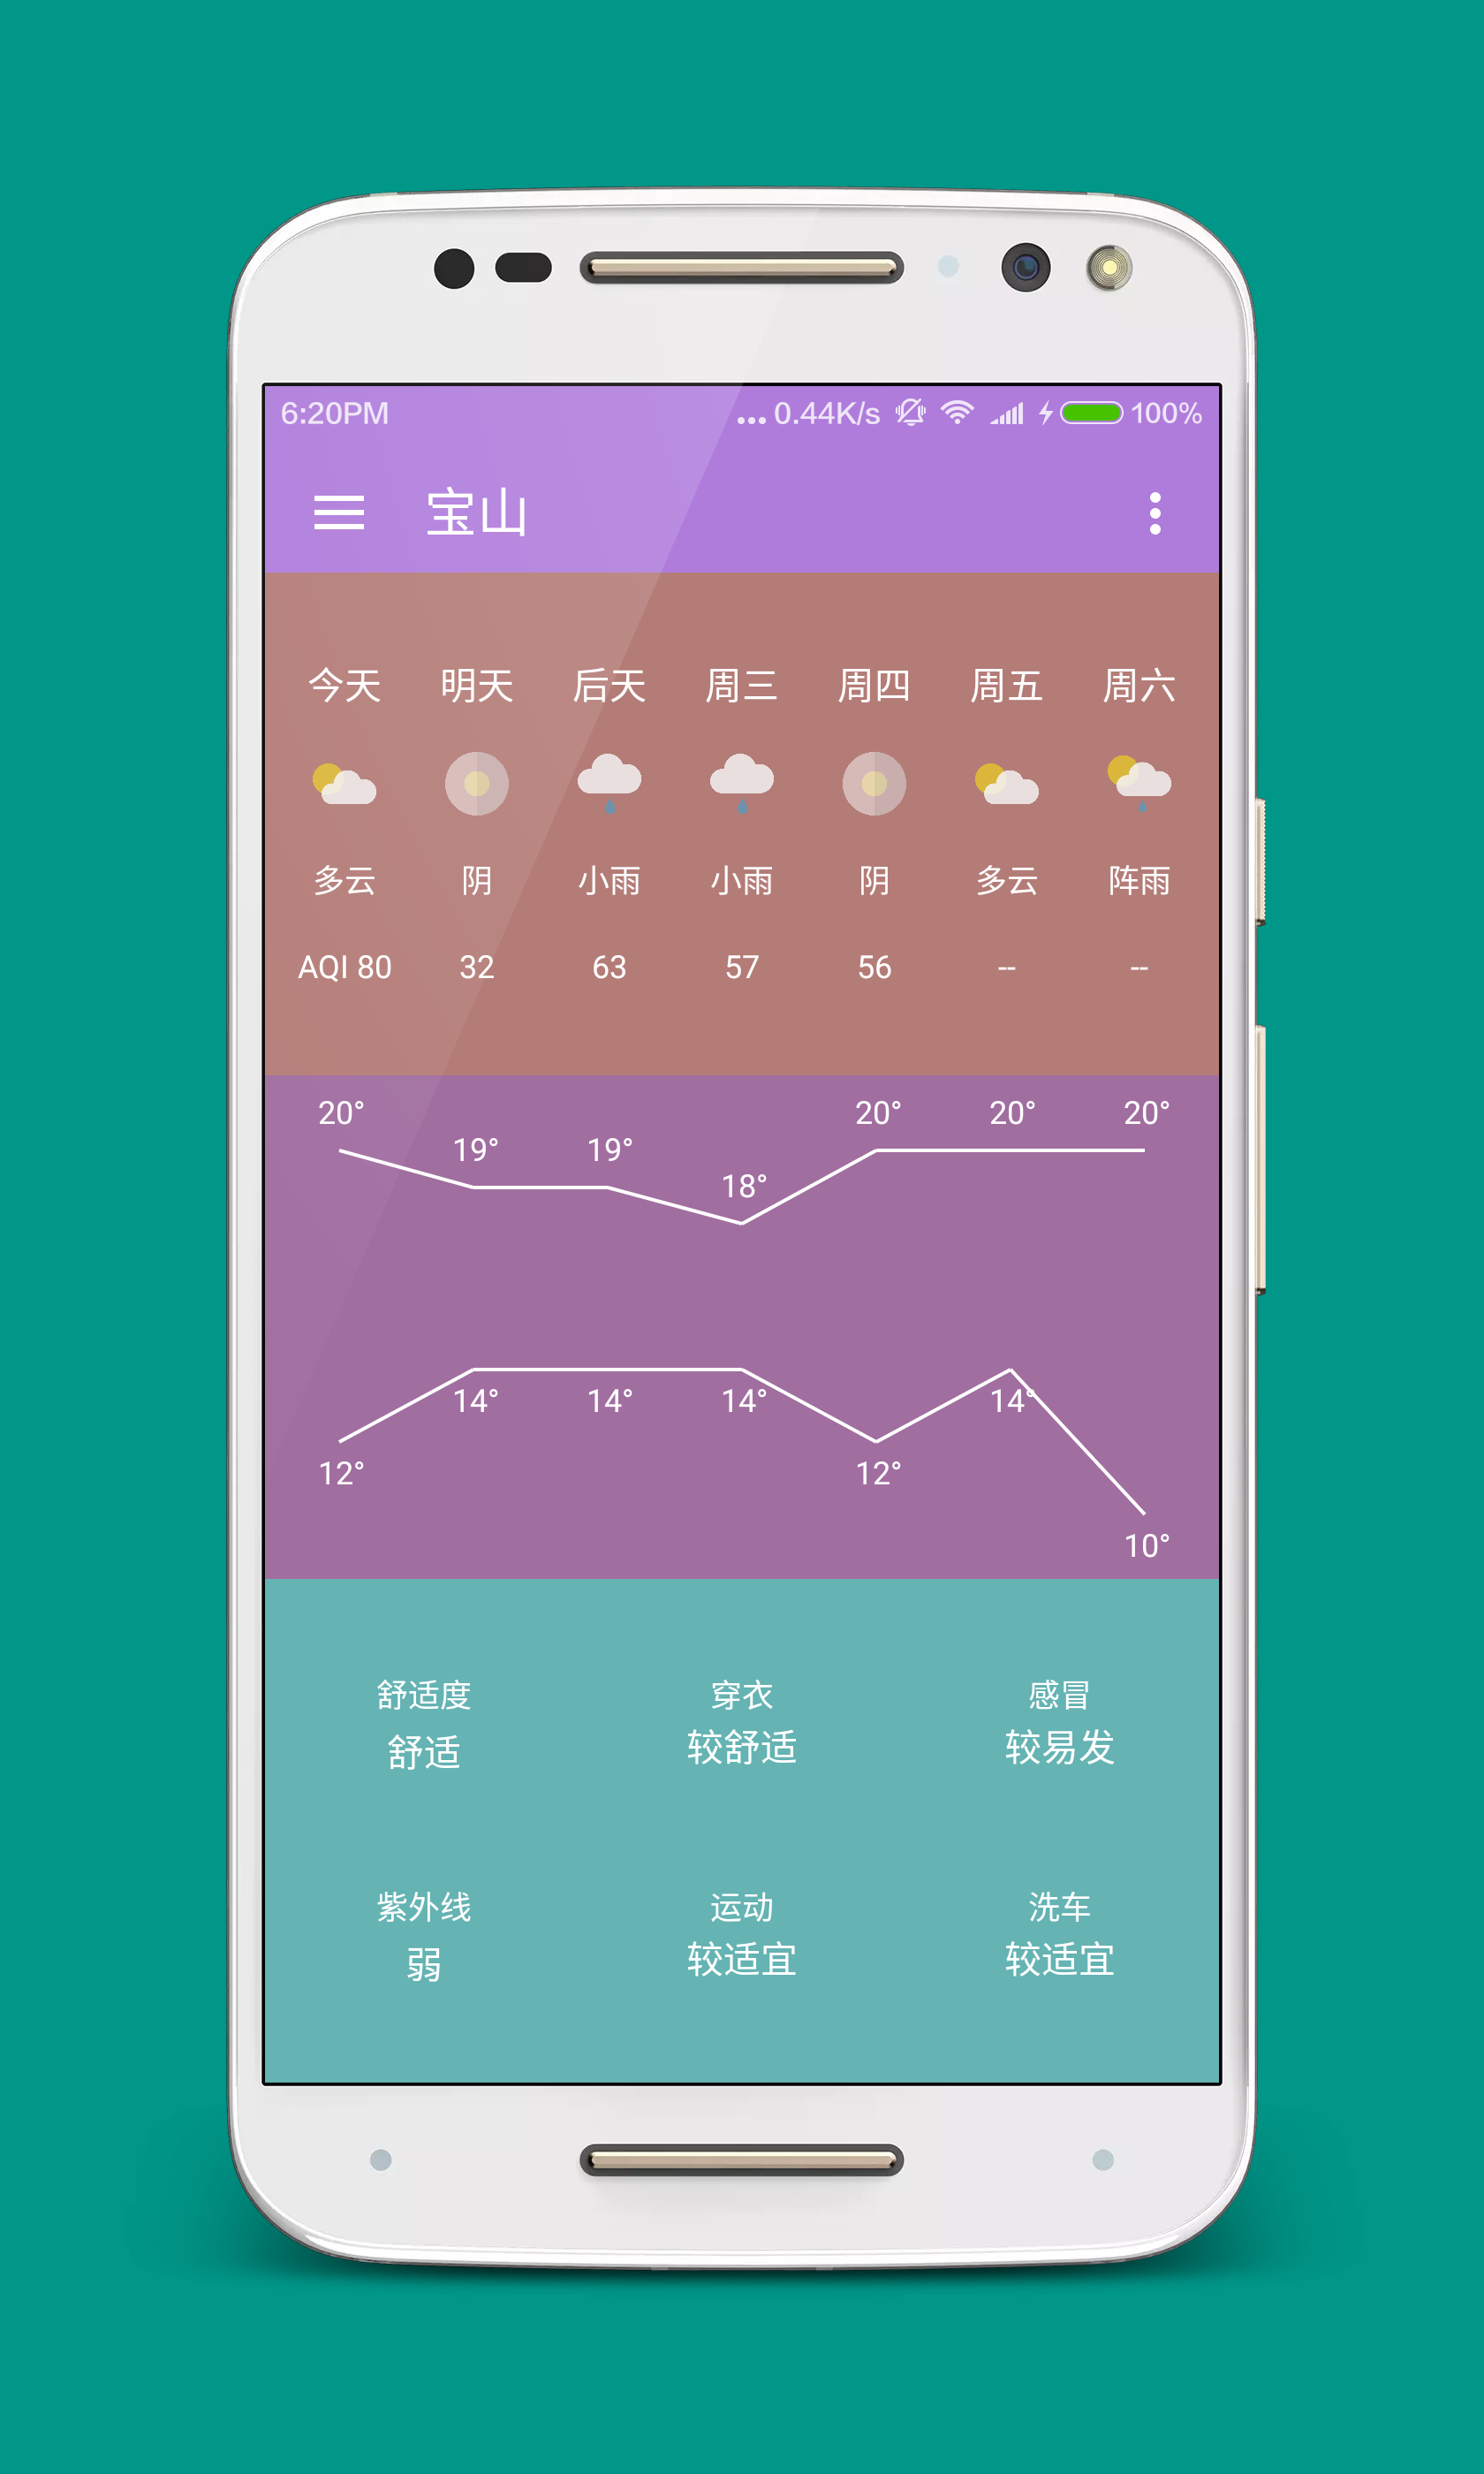 6:20PM ... 0.44K/s 100%
宝山
今天 明天 后天 周三 周四 周五 周六
多云 阴 小雨 小雨 阴 多云 阵雨
AQI 80 32 63 57 56 -- --
20° 19° 19° 18° 20° 20° 20°
12° 14° 14° 14° 12° 14° 10°
舒适度 穿衣 感冒
舒适 较舒适 较易发
紫外线 运动 洗车
弱 较适宜 较适宜